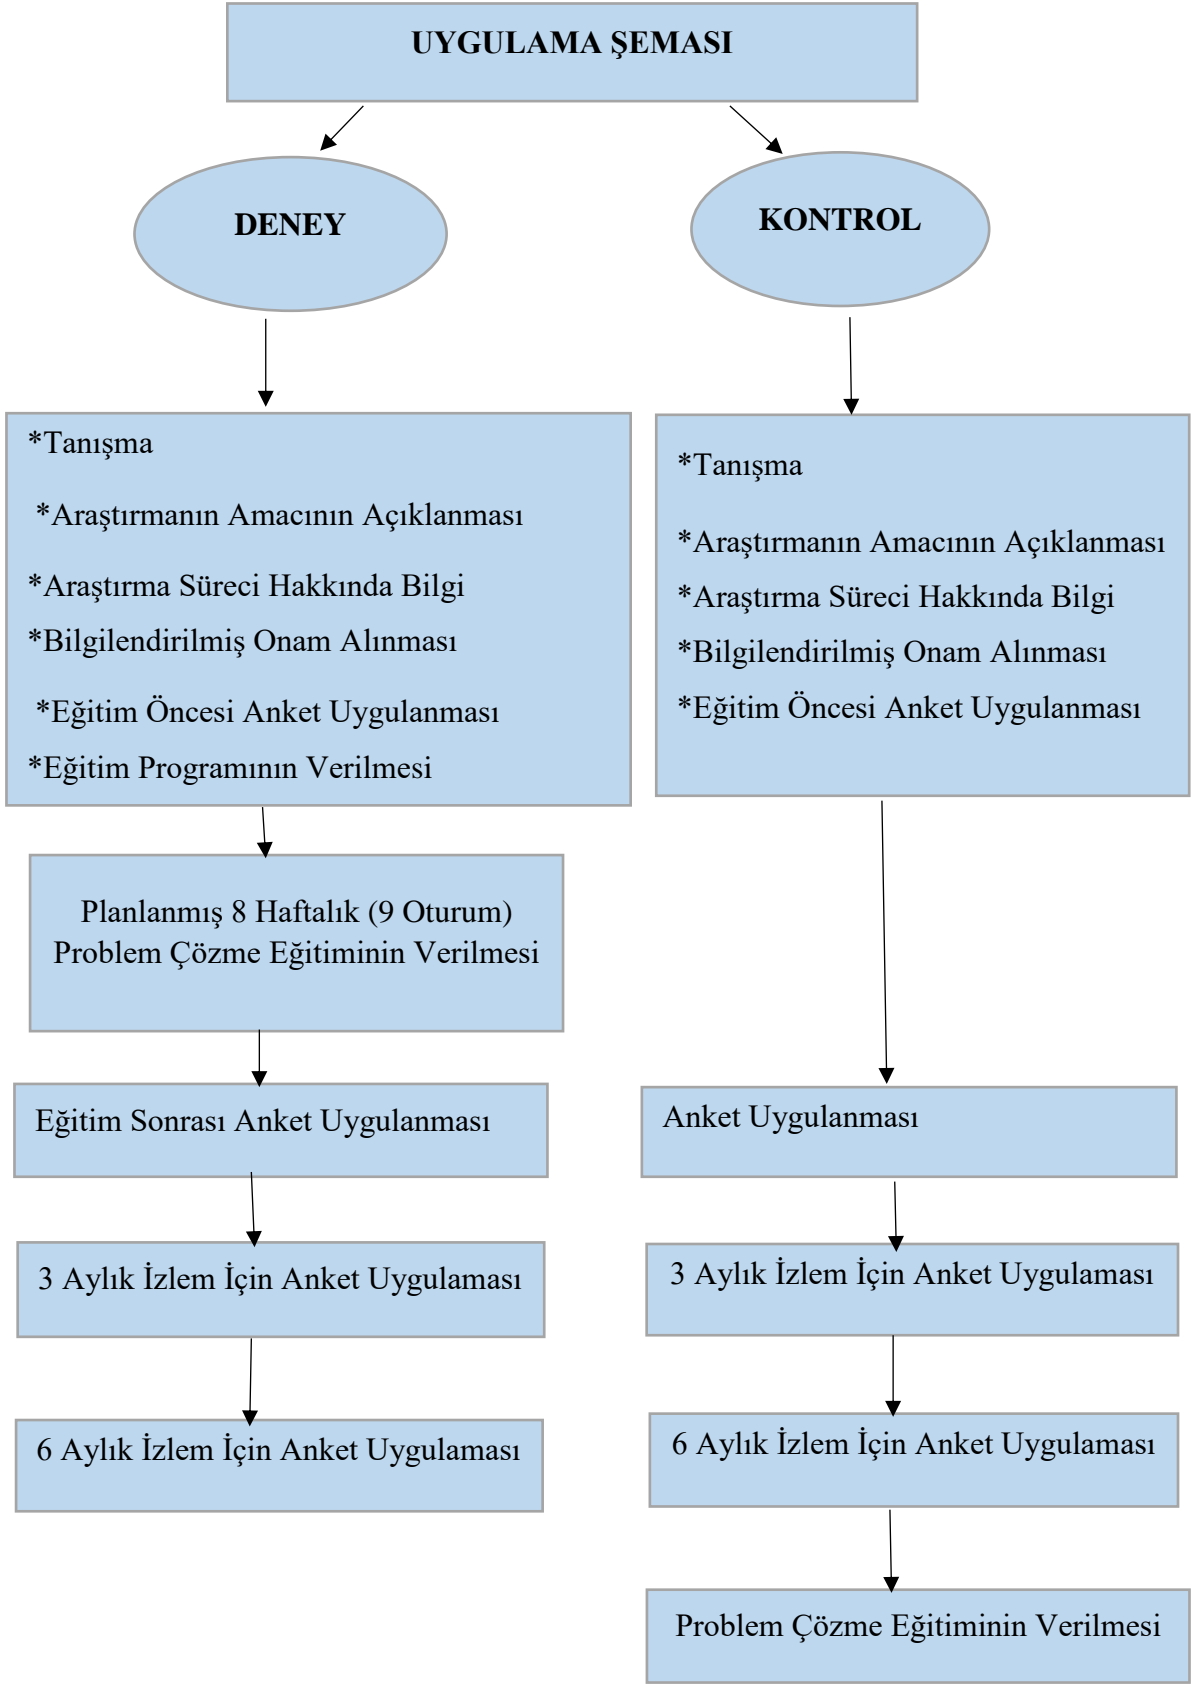 UYGULAMA ŞEMASI
DENEY
KONTROL
*Tanışma
*Araştırmanın Amacının Açıklanması
*Araştırma Süreci Hakkında Bilgi
*Bilgilendirilmiş Onam Alınması
*Eğitim Öncesi Anket Uygulanması
*Eğitim Programının Verilmesi
*Tanışma
*Araştırmanın Amacının Açıklanması
*Araştırma Süreci Hakkında Bilgi
*Bilgilendirilmiş Onam Alınması
*Eğitim Öncesi Anket Uygulanması
Planlanmış 8 Haftalık (9 Oturum)
Problem Çözme Eğitiminin Verilmesi
Eğitim Sonrası Anket Uygulanması
Anket Uygulanması
3 Aylık İzlem İçin Anket Uygulaması
3 Aylık İzlem İçin Anket Uygulaması
6 Aylık İzlem İçin Anket Uygulaması
6 Aylık İzlem İçin Anket Uygulaması
Problem Çözme Eğitiminin Verilmesi